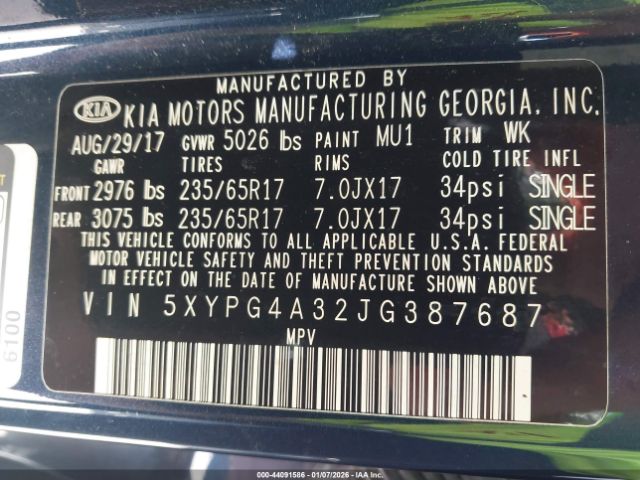 MANUFACTURED BY
KIA KIA MOTORS MANUFACTURING GEORGIA. INC.
AUG/29/17 GVWR 5026 lbs PAINT MU1 TRIM WK
GAWR TIRES RIMS COLD TIRE INFL
FRONT 2976 lbs 235/65R17 7.0JX17 34psi SINGLE
REAR 3075 lbs 235/65R17 7.0JX17 34psi SINGLE
THIS VEHICLE CONFORMS TO ALL APPLICABLE U.S.A. FEDERAL
MOTOR VEHICLE SAFETY AND THEFT PREVENTION STANDARDS
IN EFFECT ON THE DATE OF MANUFACTURE SHOWN ABOVE.
VIN 5XYPG4A32JG387687
MPV
6100
000-44091586 - 01/07/2026 - IAAI.COM